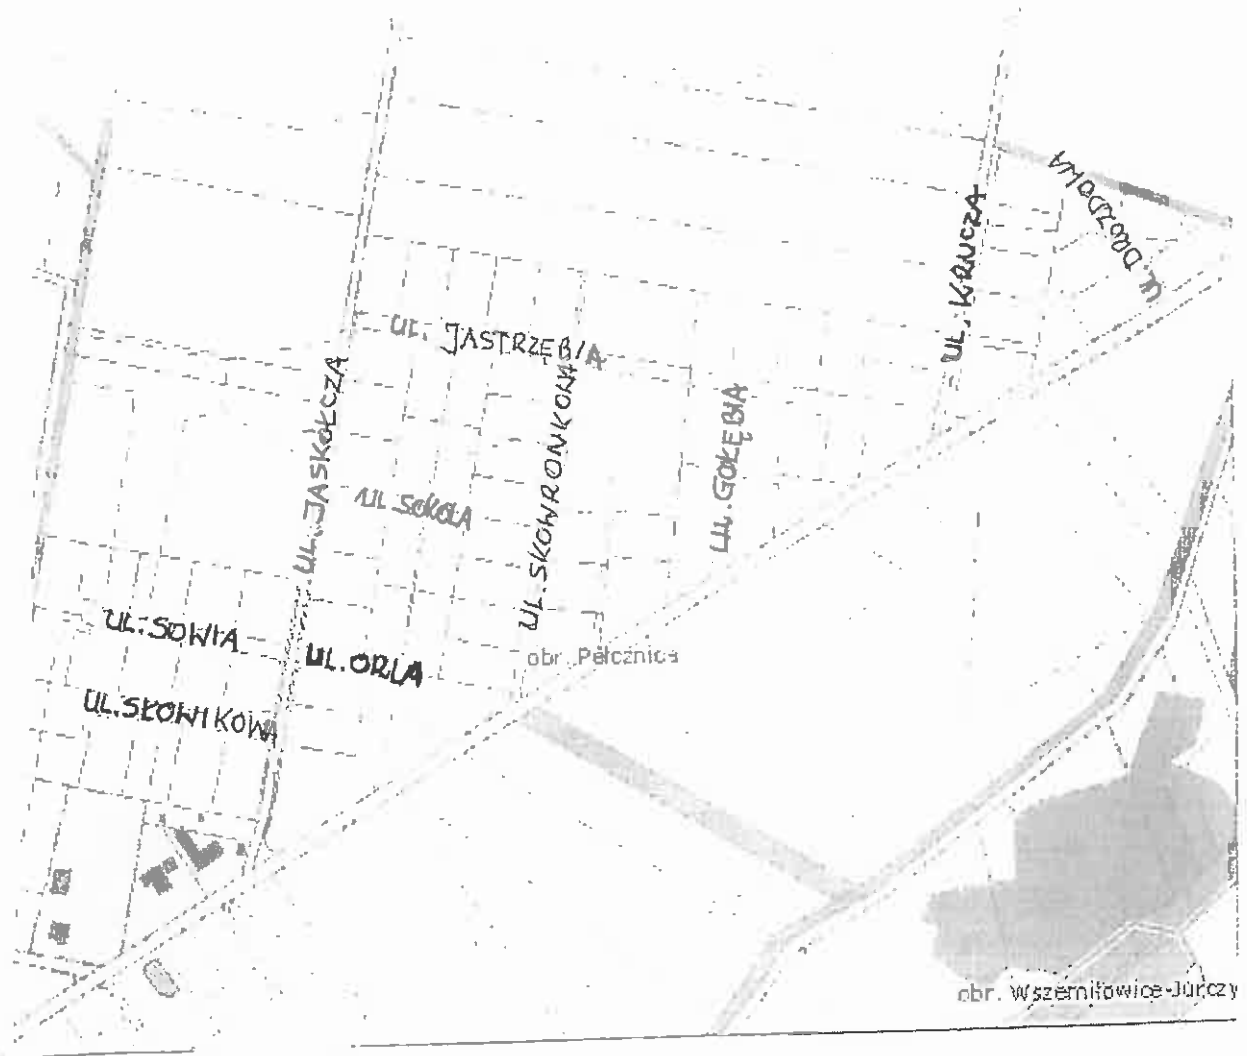 UL. DROZDOWA
UL. KRUCZA
UL. JASTRZĘBIA
UL. JASKÓŁCZA
UL. SKOWRONKOWA
UL. GOŁĘBIA
UL SOKOLA
UL. SOWIA
UL. ORLA
obr. Pełcznica
UL. SŁOWIKOWA
obr. Wszemiłowice-Jurczy